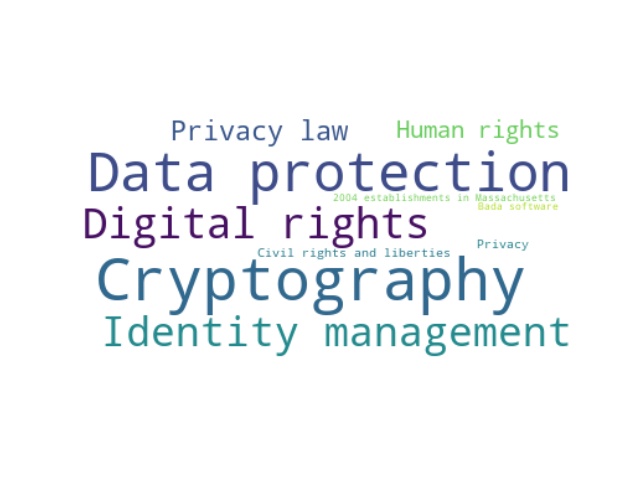 Privacy law
Human rights
Data protection
2004 establishments in Massachusetts
Bada software
Digital rights
Privacy
Civil rights and liberties
Cryptography
Identity management